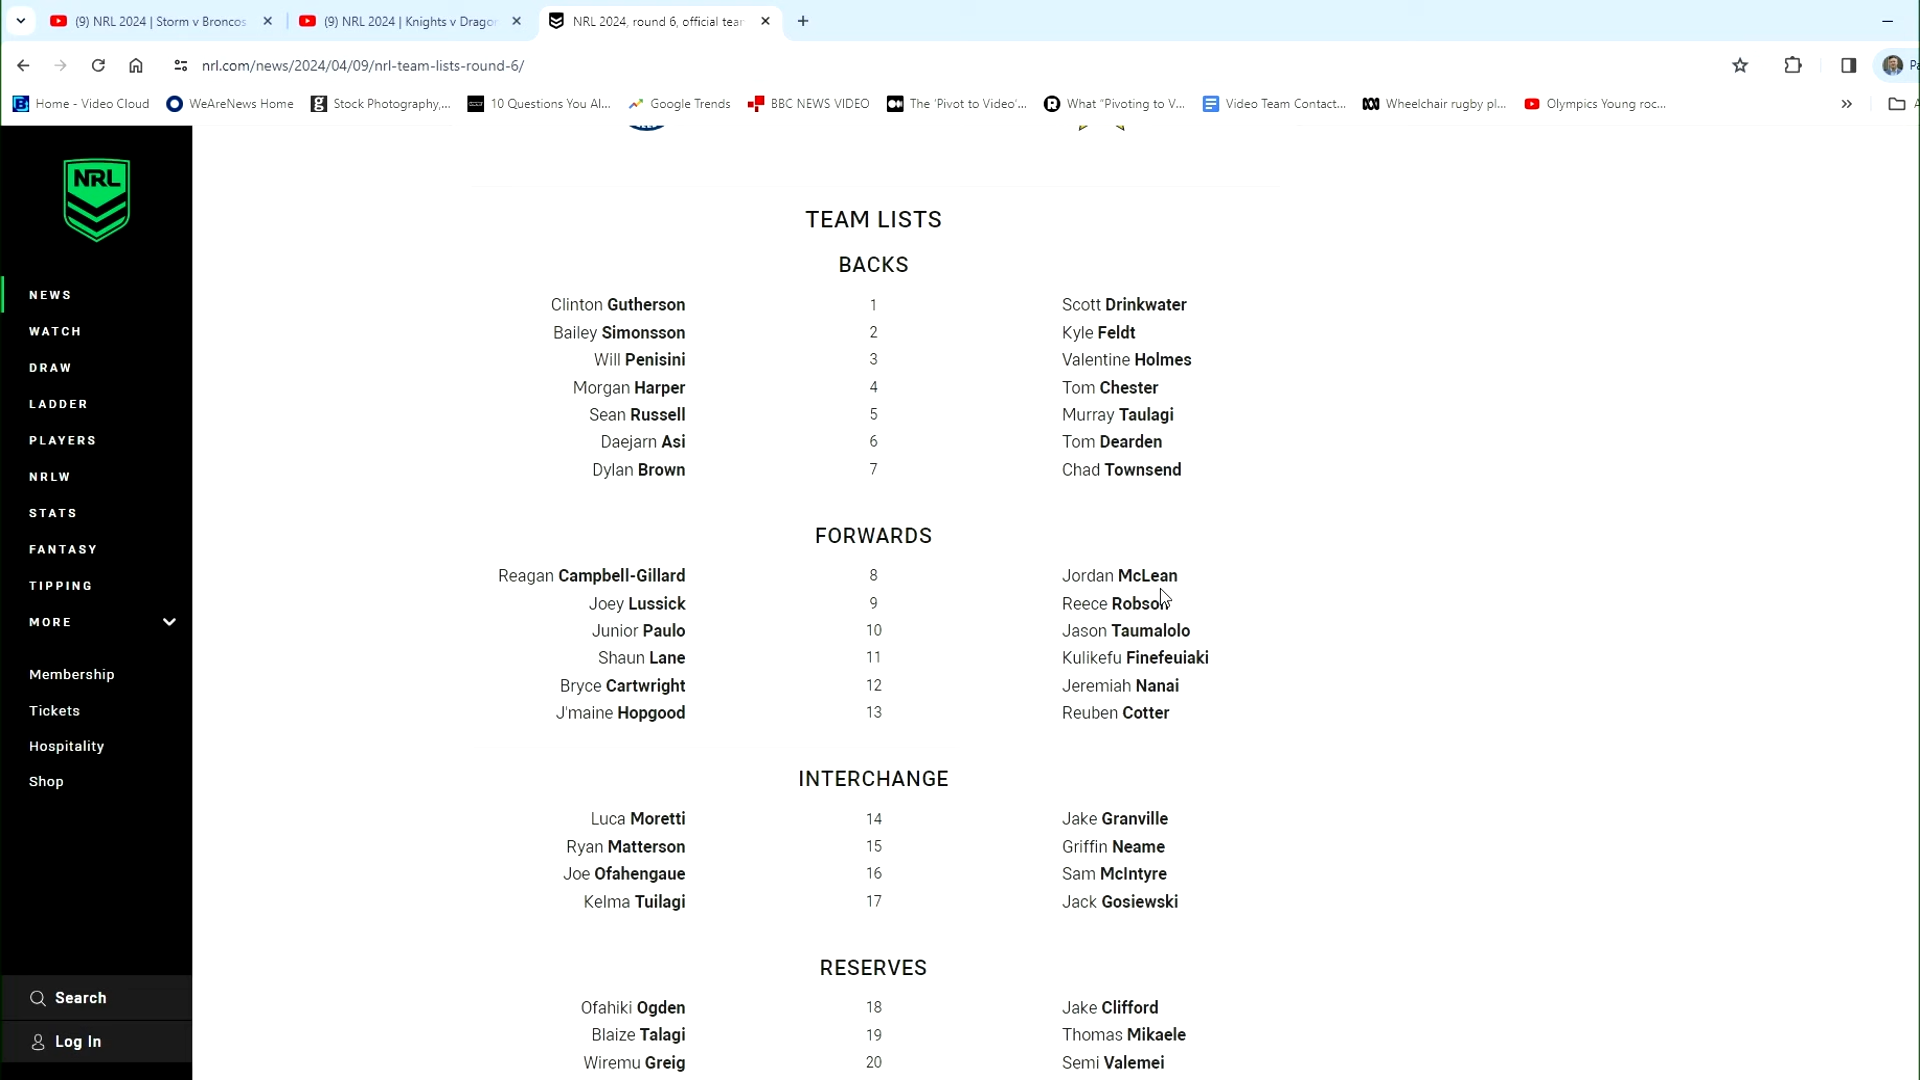 (9) NRL 2024 | Storm v Broncos
(9) NRL 2024 | Knights v Dragon
NRL 2024, round 6, official team
nrl.com/news/2024/04/09/nrl-team-lists-round-6/
Home - Video Cloud
WeAreNews Home
Stock Photography,...
10 Questions You Al...
Google Trends
BBC NEWS VIDEO
The 'Pivot to Video'...
What "Pivoting to V...
Video Team Contact...
Wheelchair rugby pl...
Olympics Young roc...
NRL
NEWS
WATCH
DRAW
LADDER
PLAYERS
NRLW
STATS
FANTASY
TIPPING
MORE
Membership
Tickets
Hospitality
Shop
Search
Log In
TEAM LISTS
BACKS
Clinton Gutherson 1 Scott Drinkwater
Bailey Simonsson 2 Kyle Feldt
Will Penisini 3 Valentine Holmes
Morgan Harper 4 Tom Chester
Sean Russell 5 Murray Taulagi
Daejarn Asi 6 Tom Dearden
Dylan Brown 7 Chad Townsend
FORWARDS
Reagan Campbell-Gillard 8 Jordan McLean
Joey Lussick 9 Reece Robson
Junior Paulo 10 Jason Taumalolo
Shaun Lane 11 Kulikefu Finefeuiaki
Bryce Cartwright 12 Jeremiah Nanai
J'maine Hopgood 13 Reuben Cotter
INTERCHANGE
Luca Moretti 14 Jake Granville
Ryan Matterson 15 Griffin Neame
Joe Ofahengaue 16 Sam McIntyre
Kelma Tuilagi 17 Jack Gosiewski
RESERVES
Ofahiki Ogden 18 Jake Clifford
Blaize Talagi 19 Thomas Mikaele
Wiremu Greig 20 Semi Valemei